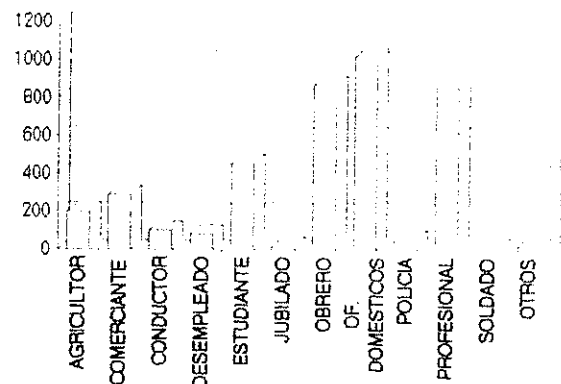 1200
1000
800
600
400
200
0
AGRICULTOR
COMERCIANTE
CONDUCTOR
DESEMPLEADO
ESTUDIANTE
JUBILADO
OBRERO
OF.
DOMESTICOS
POLICIA
PROFESIONAL
SOLDADO
OTROS